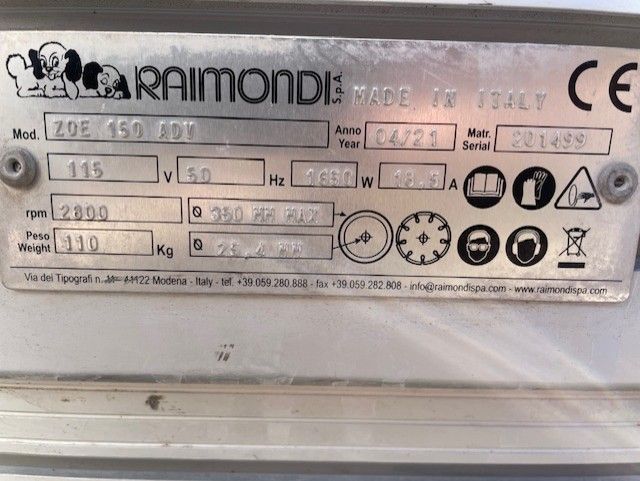 RAIMONDI S.p.A. MADE IN ITALY CE
Mod. ZOE 150 ADV Anno Year 04/21 Matr. Serial 201499
115 V 50 Hz 1650 W 18.5 A
rpm 2800 Ø 350 MM MAX
Peso Weight 110 Kg Ø 25,4 MM
Via dei Tipografi n. 41122 Modena - Italy - tel. +39.059.280.888 - fax +39.059.282.808 - info@raimondispa.com - www.raimondispa.com